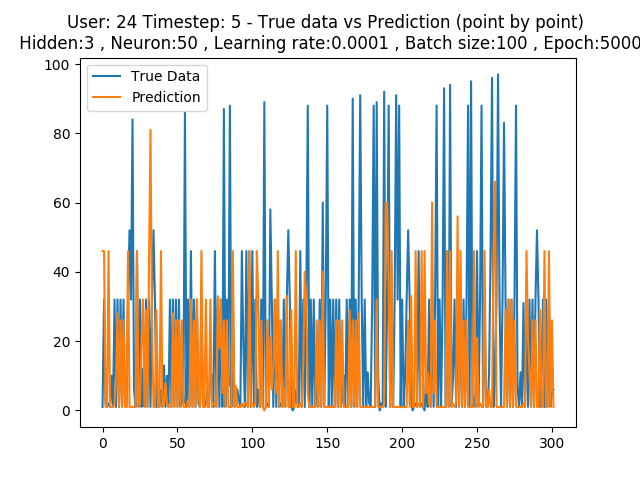 User: 24 Timestep: 5 - True data vs Prediction (point by point)
Hidden:3 , Neuron:50 , Learning rate:0.0001 , Batch size:100 , Epoch:5000
True Data
Prediction
100
80
60
40
20
0
0 50 100 150 200 250 300